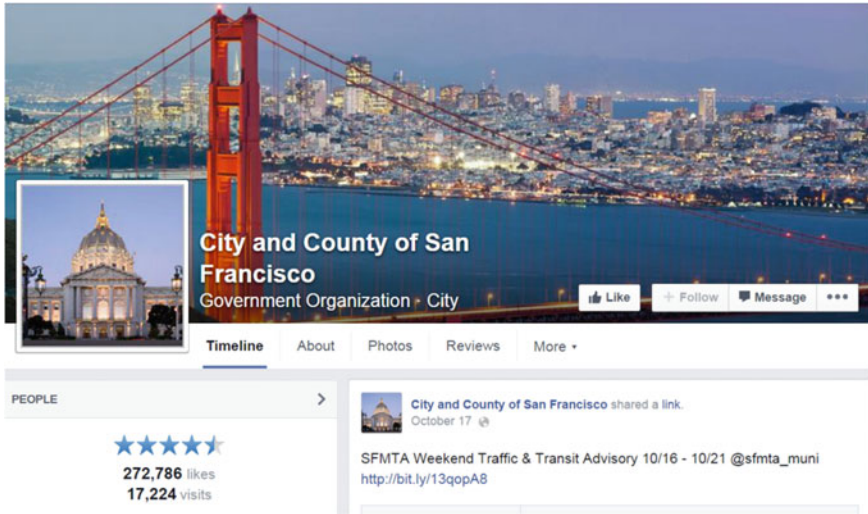 City and County of San
Francisco
Government Organization · City
Like
+ Follow
Message
Timeline
About
Photos
Reviews
More
PEOPLE
272,786 likes
17,224 visits
City and County of San Francisco shared a link.
October 17
SFMTA Weekend Traffic & Transit Advisory 10/16 - 10/21 @sfmta_muni
http://bit.ly/13qopA8